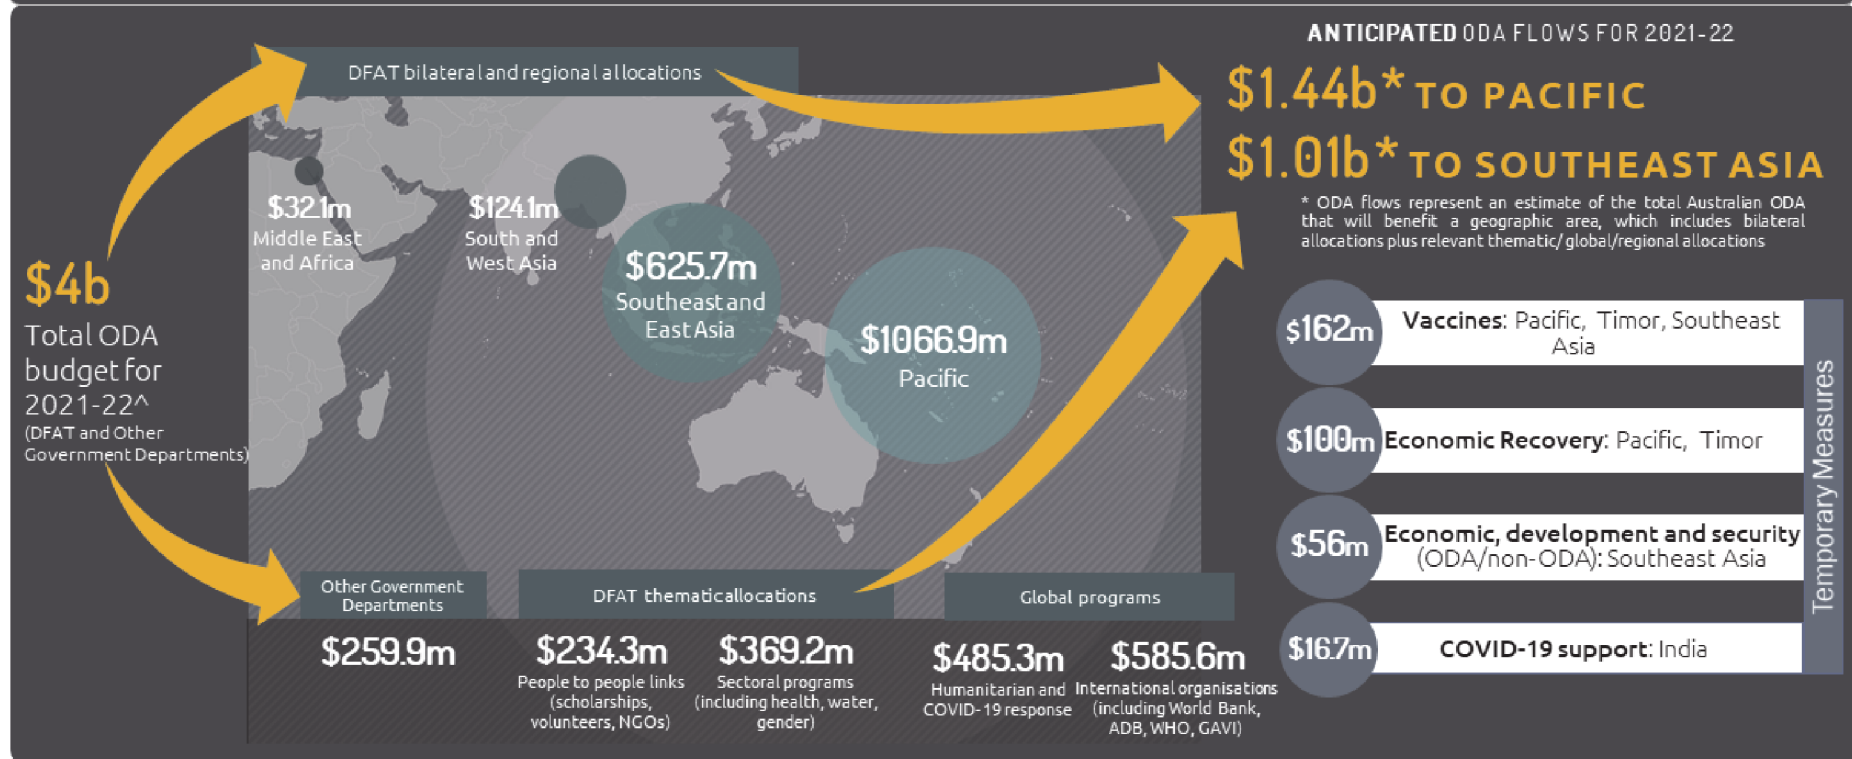 ANTICIPATED ODA FLOWS FOR 2021-22
DFAT bilateral and regional allocations
$1.44b* TO PACIFIC
$1.01b* TO SOUTHEAST ASIA
* ODA flows represent an estimate of the total Australian ODA
that will benefit a geographic area, which includes bilateral
allocations plus relevant thematic/global/regional allocations
$4b
Total ODA
budget for
2021-22^
(DFAT and Other
Government Departments)
$32.1m
Middle East
and Africa
$124.1m
South and
West Asia
$625.7m
Southeast and
East Asia
$1066.9m
Pacific
$162m
Vaccines: Pacific, Timor, Southeast
Asia
$100m
Economic Recovery: Pacific, Timor
$56m
Economic, development and security
(ODA/non-ODA): Southeast Asia
$16.7m
COVID-19 support: India
Temporary Measures
Other Government
Departments
$259.9m
DFAT thematicallocations
$234.3m
People to people links
(scholarships,
volunteers, NGOs)
$369.2m
Sectoral programs
(including health, water,
gender)
Global programs
$485.3m
Humanitarian and
COVID-19 response
$585.6m
International organisations
(including World Bank,
ADB, WHO, GAVI)